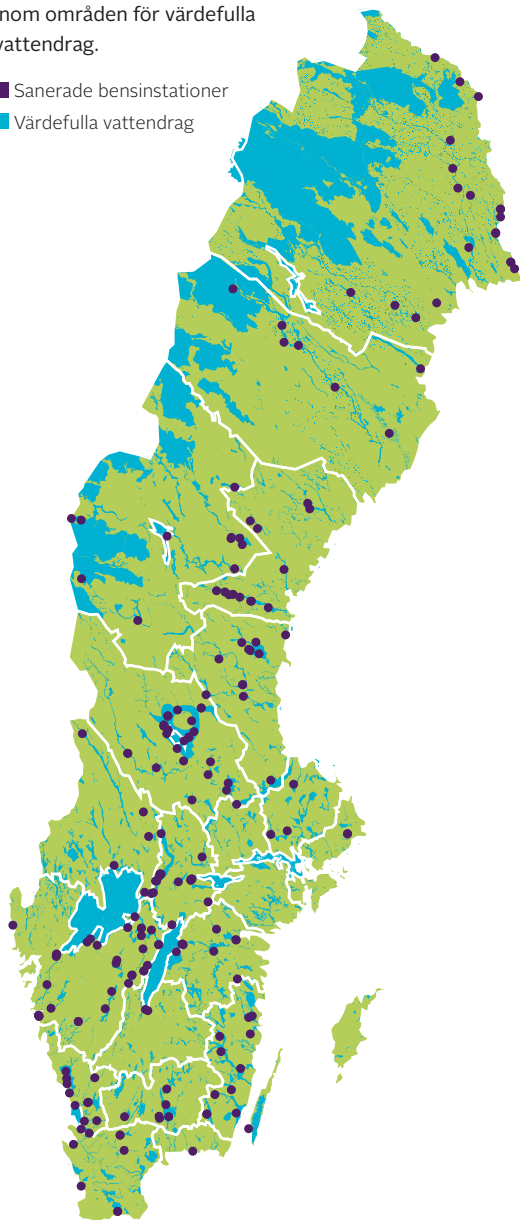 nom områden för värdefulla
vattendrag.
Sanerade bensinstationer
Värdefulla vattendrag